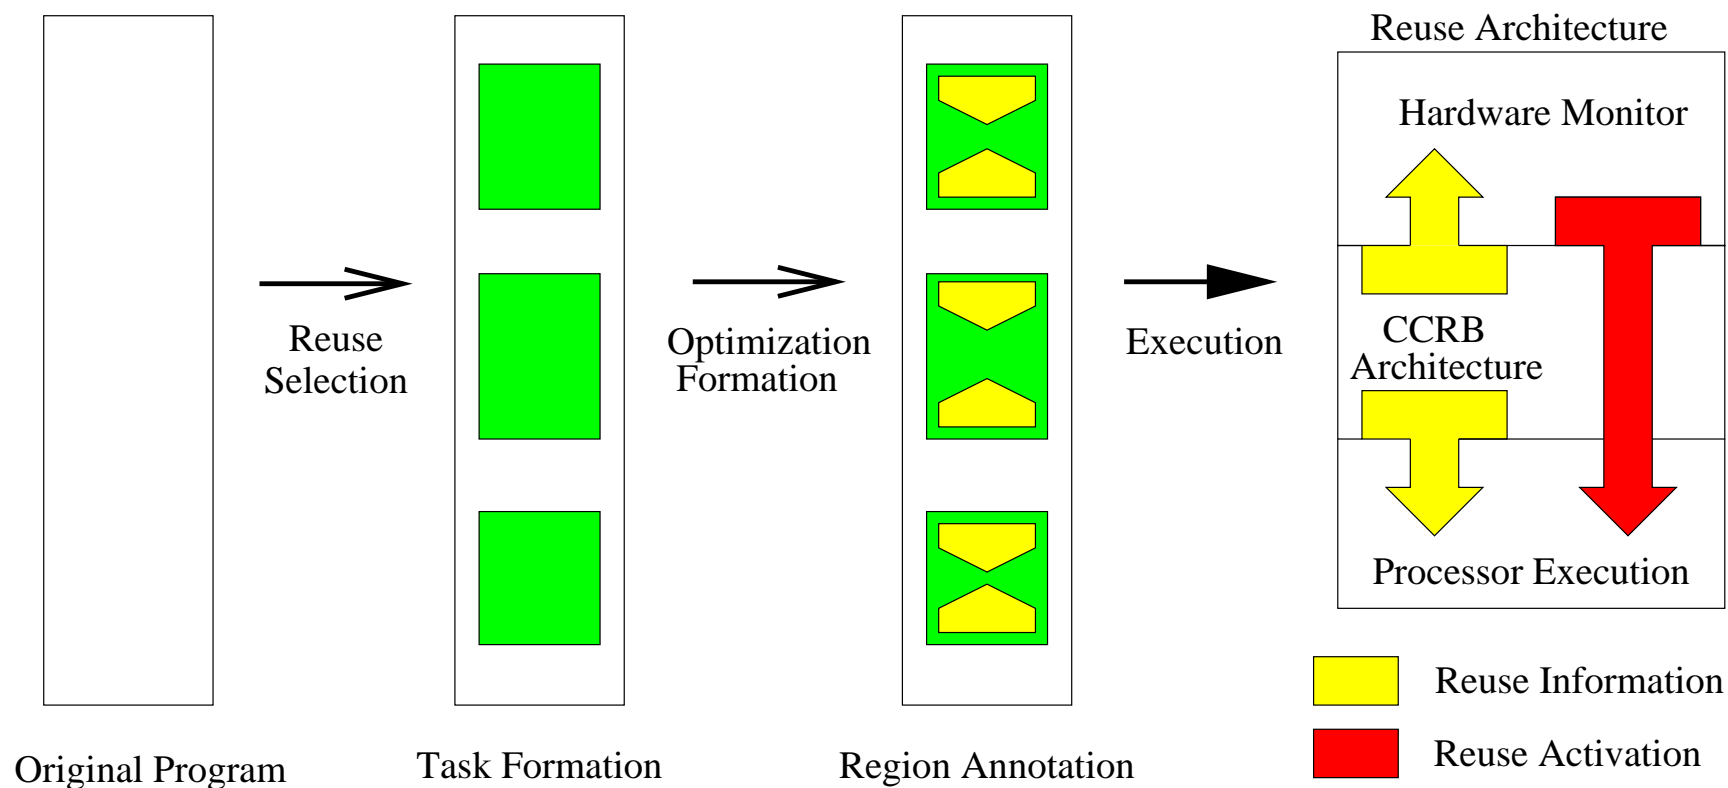 Reuse Architecture
Hardware Monitor
Reuse
Selection
Optimization
Formation
Execution
CCRB
Architecture
Processor Execution
Reuse Information
Reuse Activation
Original Program
Task Formation
Region Annotation